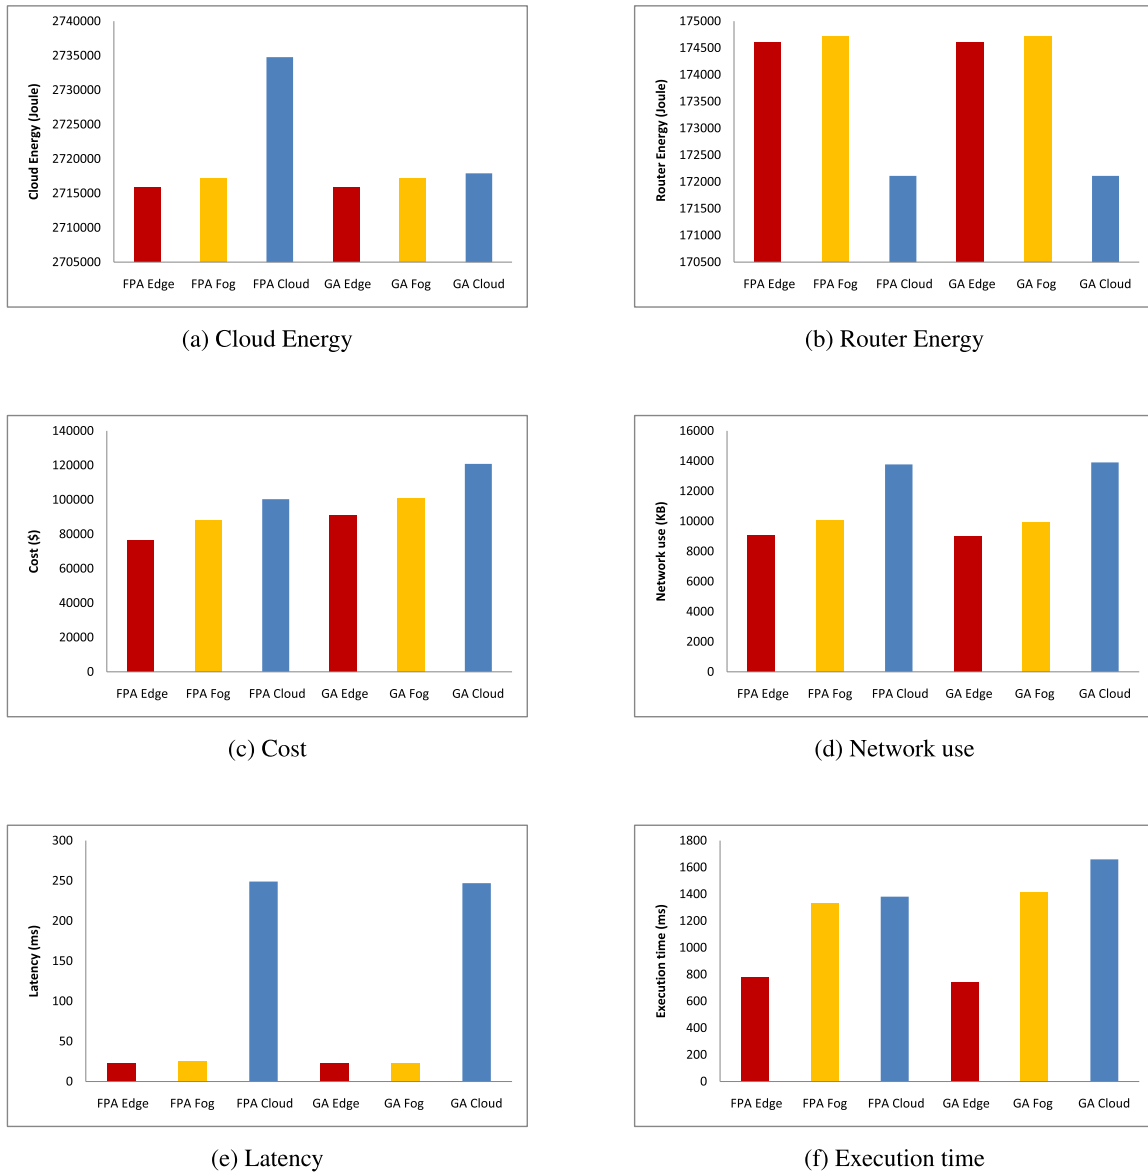 2740000
2735000
2730000
2725000
2720000
2715000
2710000
2705000
Cloud Energy (Joule)
FPA Edge FPA Fog FPA Cloud GA Edge GA Fog GA Cloud
(a) Cloud Energy
175000
174500
174000
173500
173000
172500
172000
171500
171000
170500
Router Energy (Joule)
FPA Edge FPA Fog FPA Cloud GA Edge GA Fog GA Cloud
(b) Router Energy
140000
120000
100000
80000
60000
40000
20000
0
Cost ($)
FPA Edge FPA Fog FPA Cloud GA Edge GA Fog GA Cloud
(c) Cost
16000
14000
12000
10000
8000
6000
4000
2000
0
Network use (KB)
FPA Edge FPA Fog FPA Cloud GA Edge GA Fog GA Cloud
(d) Network use
300
250
200
150
100
50
0
Latency (ms)
FPA Edge FPA Fog FPA Cloud GA Edge GA Fog GA Cloud
(e) Latency
1800
1600
1400
1200
1000
800
600
400
200
0
Execution time (ms)
FPA Edge FPA Fog FPA Cloud GA Edge GA Fog GA Cloud
(f) Execution time